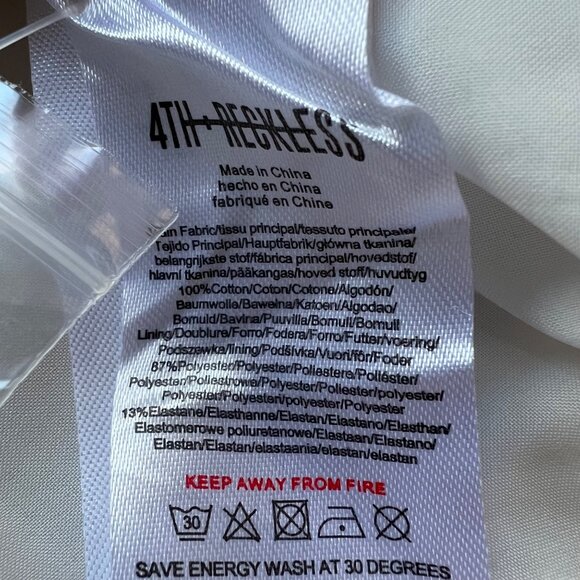 4TH + RECKLESS
Made in China
hecho en China
fabriqué en Chine
Fabric/tissu principal/tessuto principale/
Tejido Principal/Hauptfabrik/główna tkanina/
belangrijkste stof/fábrica principal/hovedstof/
hlavní tkanina/pääkangas/hoved stoff/huvudtyg
100%Cotton/Coton/Cotone/Algodón/
Baumwolle/Bawełna/Katoen/Algodao/
Bomuld/Bavlna/Puuvilla/Bomull/Bomull
Lining/Doublure/Forro/Fodera/Forro/Futter/voering/
Podszewka/lining/Podšívka/Vuori/fôr/Foder
87%Polyester/Polyester/Poliestere/Poliéster/
Polyester/Poliestrowe/Polyester/Polyester/polyester/
Polyester/Polyesteri/polyester/Polyester
13%Elastane/Elasthanne/Elastan/Elastano/Elasthan/
Elastomerowe poliuretanowe/Elastaan/Elastano/
Elastan/Elastan/elastaania/elastan/elastan
KEEP AWAY FROM FIRE
30
SAVE ENERGY WASH AT 30 DEGREES